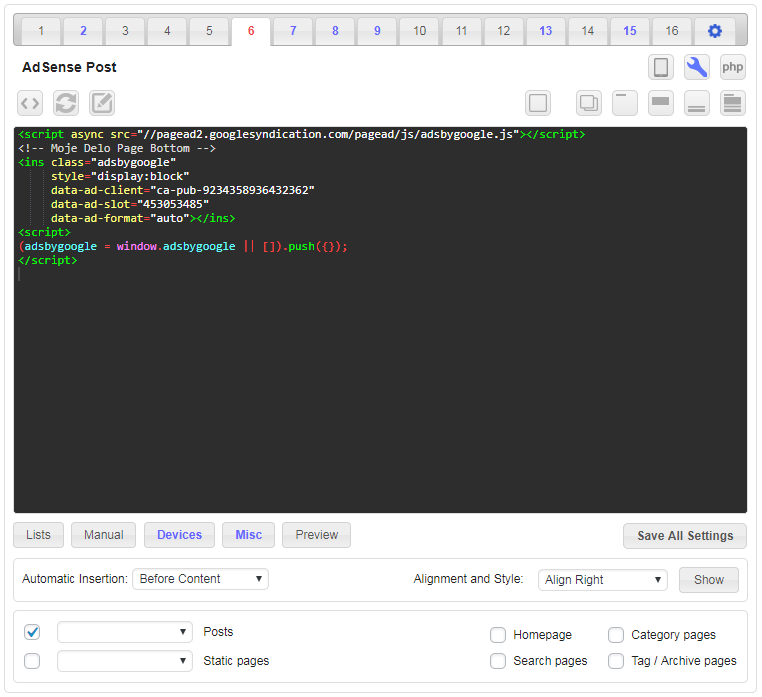 1 2 3 4 5 6 7 8 9 10 11 12 13 14 15 16
AdSense Post
php
<script async src="//pagead2.googlesyndication.com/pagead/js/adsbygoogle.js"></script>
<!-- Moje Delo Page Bottom -->
<ins class="adsbygoogle"
style="display:block"
data-ad-client="ca-pub-9234358936432362"
data-ad-slot="453053485"
data-ad-format="auto"></ins>
<script>
(adsbygoogle = window.adsbygoogle || []).push({});
</script>
Lists Manual Devices Misc Preview Save All Settings
Automatic Insertion: Before Content Alignment and Style: Align Right Show
Posts Homepage Category pages
Static pages Search pages Tag / Archive pages